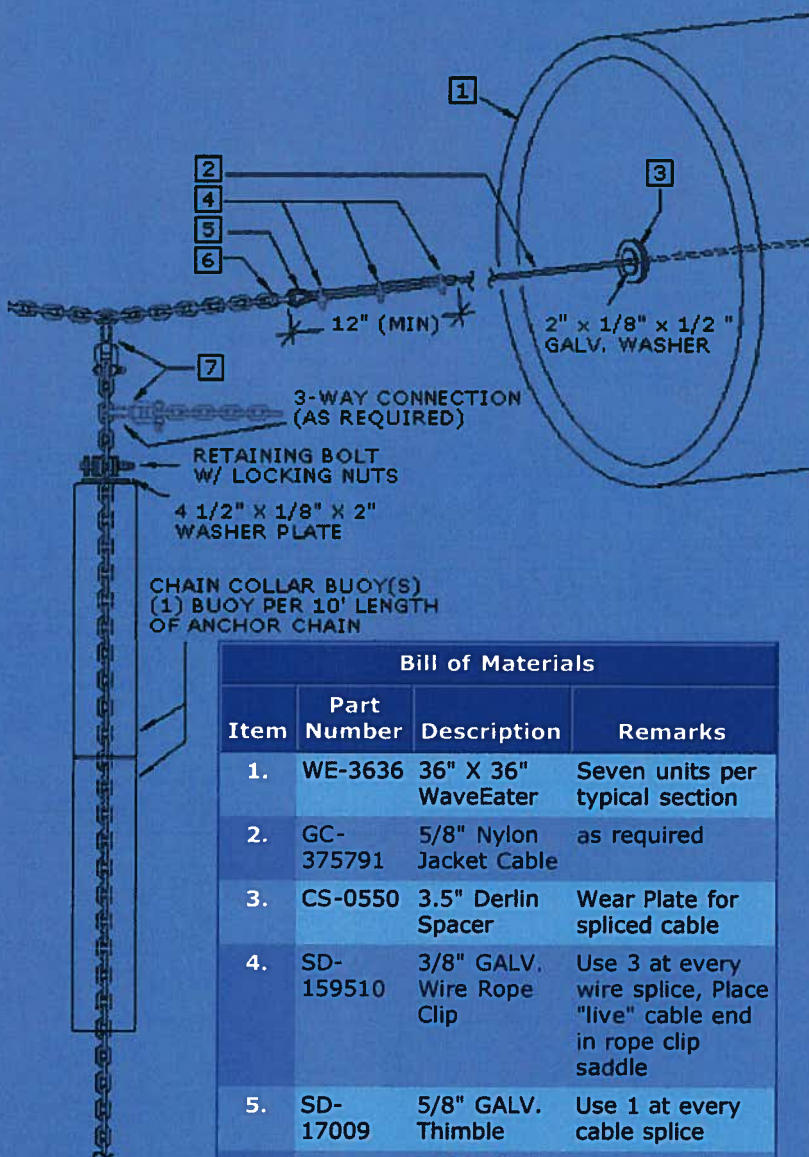 1
2
3
4
5
6
12" (MIN)
2" x 1/8" x 1/2 "
GALV. WASHER
7
3-WAY CONNECTION
(AS REQUIRED)
RETAINING BOLT
W/ LOCKING NUTS
4 1/2" X 1/8" X 2"
WASHER PLATE
CHAIN COLLAR BUOY(S)
(1) BUOY PER 10' LENGTH
OF ANCHOR CHAIN
Bill of Materials
Item Part Number Description Remarks
1. WE-3636 36" X 36" WaveEater Seven units per typical section
2. GC-375791 5/8" Nylon Jacket Cable as required
3. CS-0550 3.5" Derlin Spacer Wear Plate for spliced cable
4. SD-159510 3/8" GALV. Wire Rope Clip Use 3 at every wire splice, Place "live" cable end in rope clip saddle
5. SD-17009 5/8" GALV. Thimble Use 1 at every cable splice